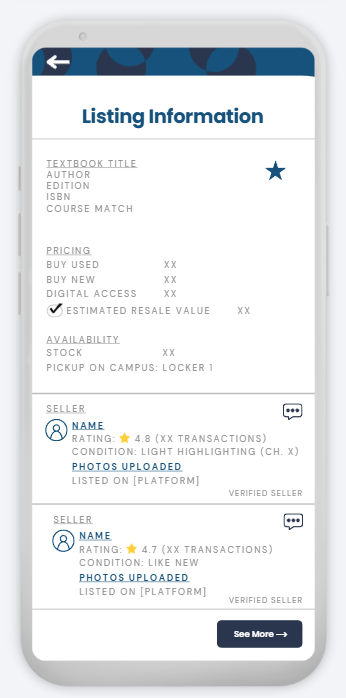 Listing Information
TEXTBOOK TITLE
AUTHOR
EDITION
ISBN
COURSE MATCH
PRICING
BUY USED XX
BUY NEW XX
DIGITAL ACCESS XX
ESTIMATED RESALE VALUE XX
AVAILABILITY
STOCK XX
PICKUP ON CAMPUS: LOCKER 1
SELLER
NAME
RATING: ⭐ 4.8 (XX TRANSACTIONS)
CONDITION: LIGHT HIGHLIGHTING (CH. X)
PHOTOS UPLOADED
LISTED ON [PLATFORM]
VERIFIED SELLER
SELLER
NAME
RATING: ⭐ 4.7 (XX TRANSACTIONS)
CONDITION: LIKE NEW
PHOTOS UPLOADED
LISTED ON [PLATFORM]
VERIFIED SELLER
See More →